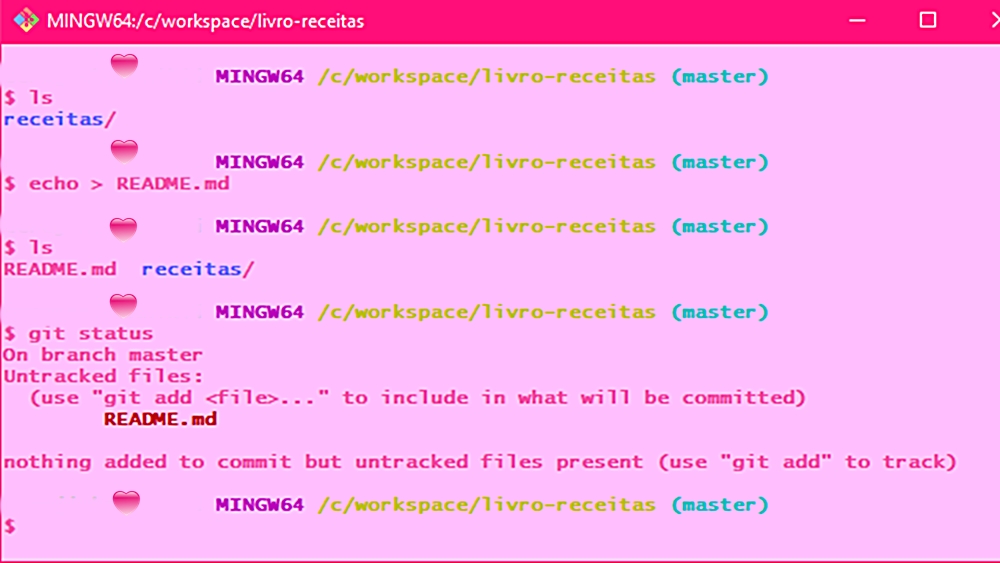 MINGW64:/c/workspace/livro-receitas
MINGW64 /c/workspace/livro-receitas (master)
$ ls
receitas/
MINGW64 /c/workspace/livro-receitas (master)
$ echo > README.md
MINGW64 /c/workspace/livro-receitas (master)
$ ls
README.md  receitas/
MINGW64 /c/workspace/livro-receitas (master)
$ git status
On branch master
Untracked files:
  (use "git add <file>..." to include in what will be committed)
        README.md
nothing added to commit but untracked files present (use "git add" to track)
MINGW64 /c/workspace/livro-receitas (master)
$